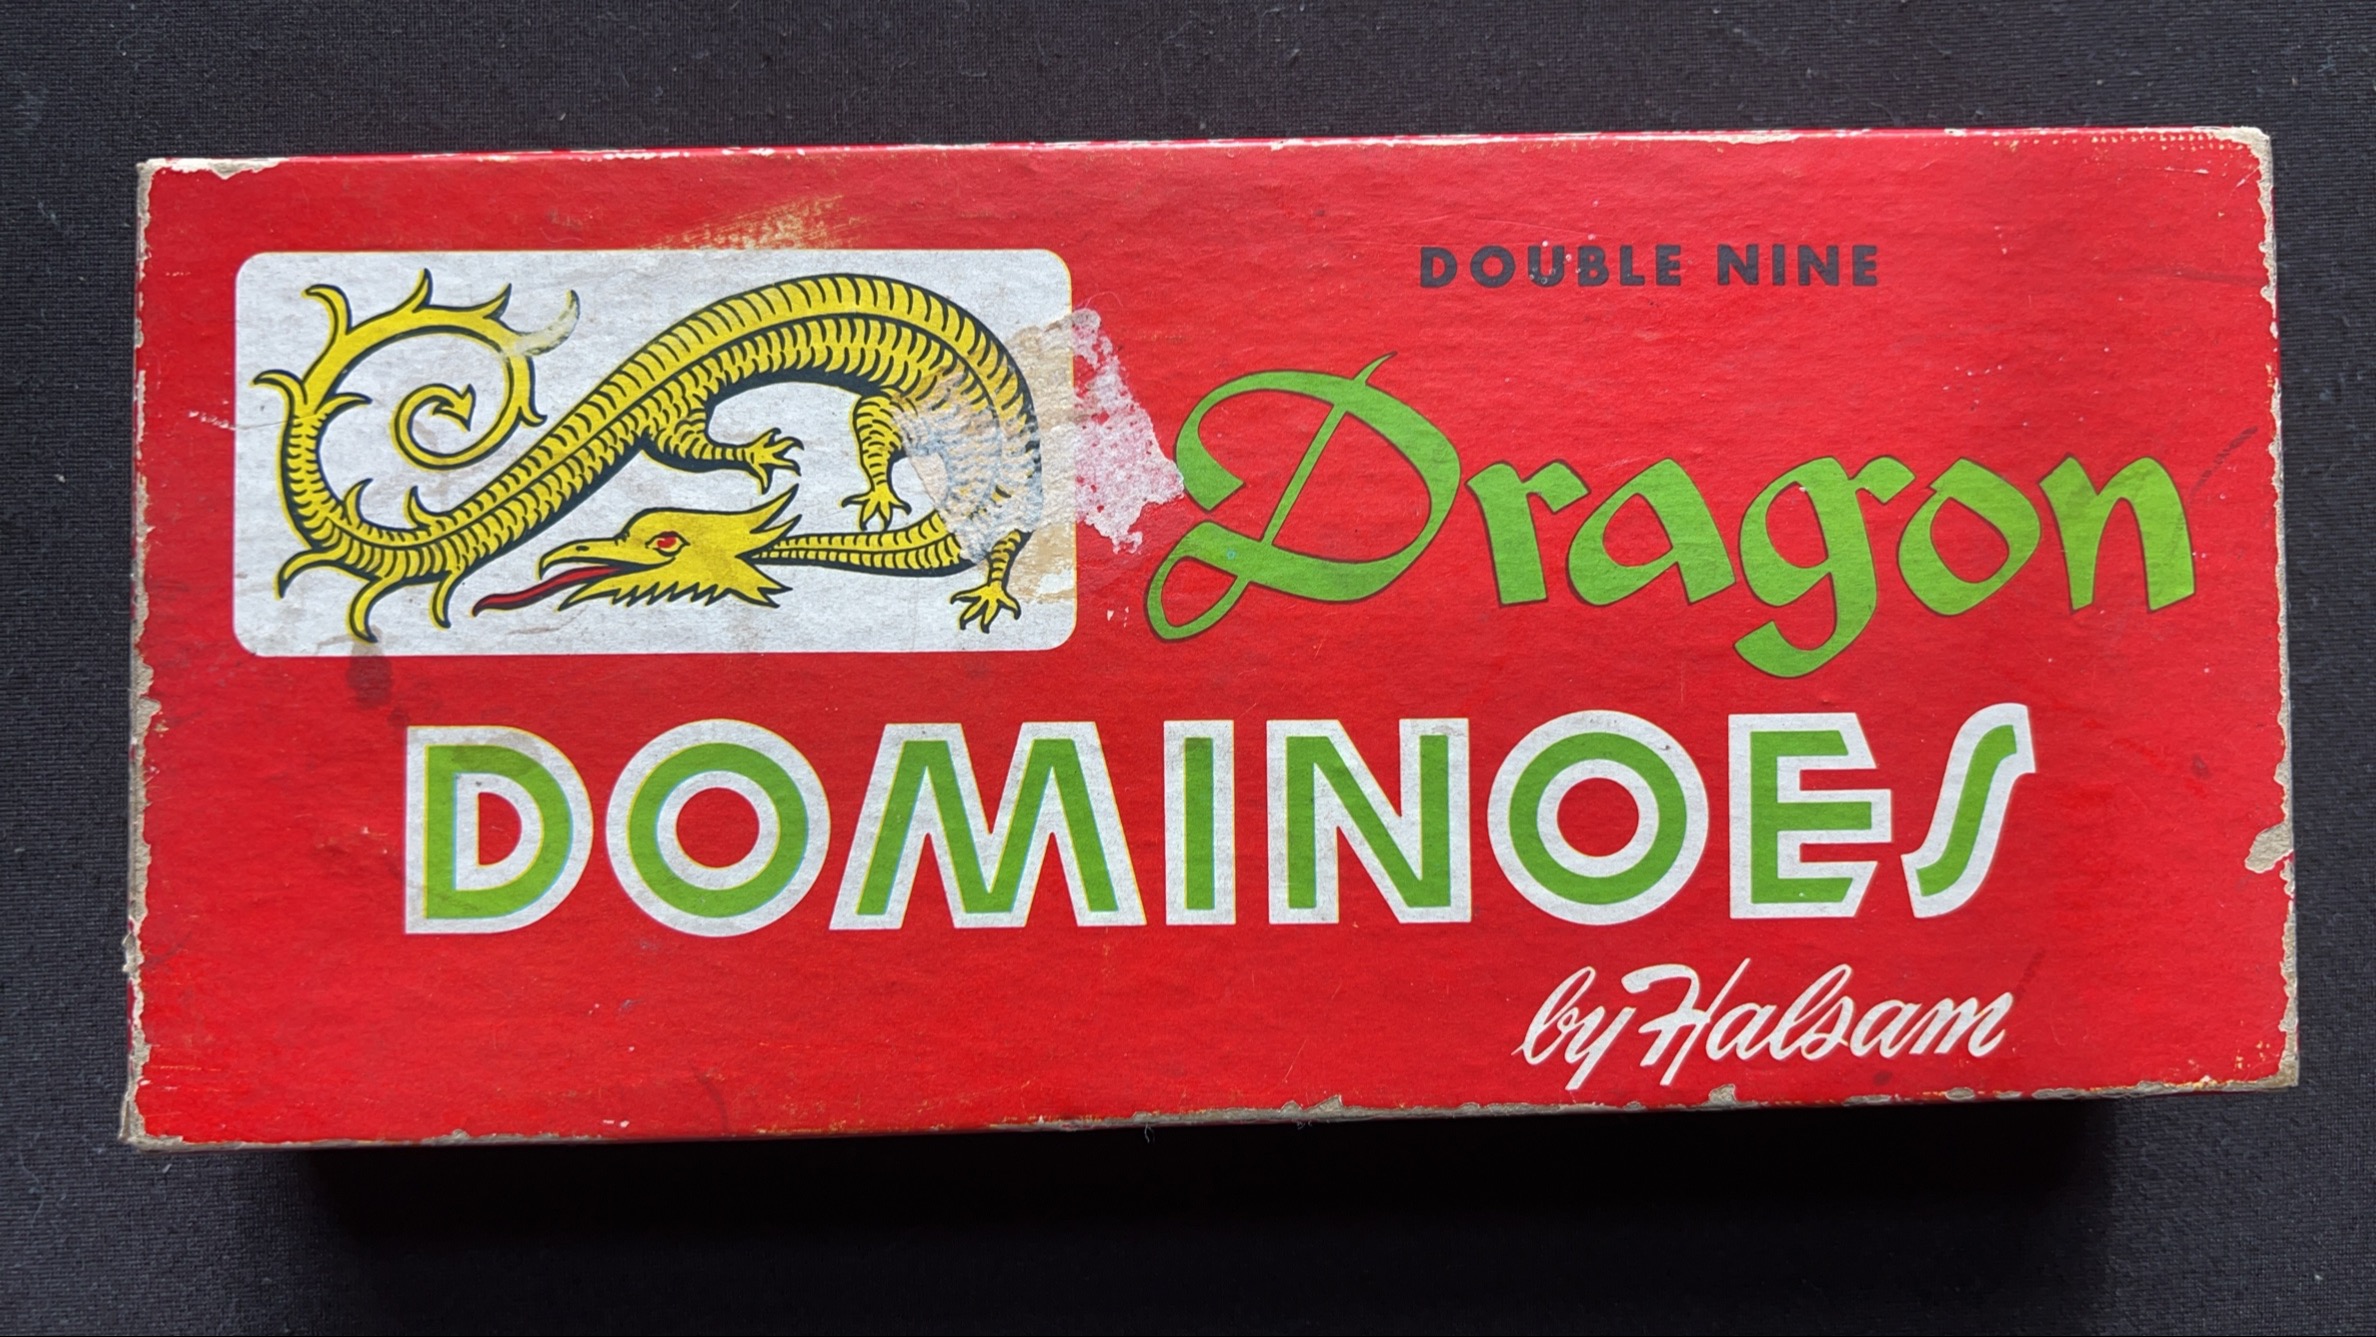 DOUBLE NINE
Dragon
DOMINOES
by Halsam